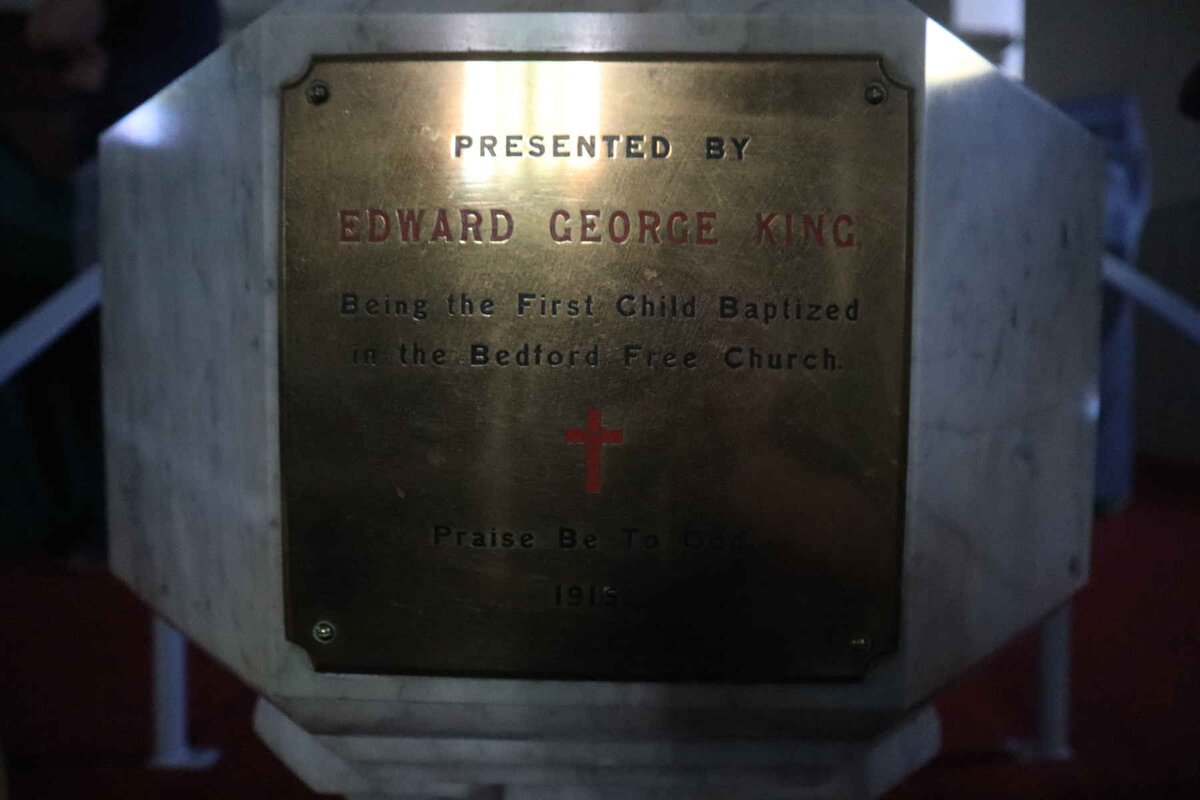 PRESENTED BY
EDWARD GEORGE KING,
Being the First Child Baptized
in the Bedford Free Church.
Praise Be To God.
1915